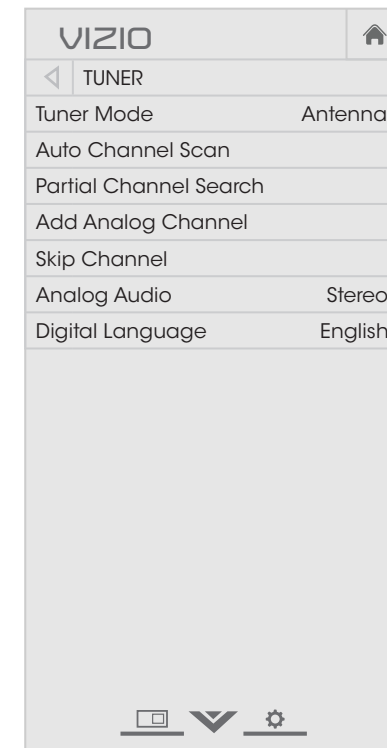 VIZIO
TUNER
Tuner Mode Antenna
Auto Channel Scan
Partial Channel Search
Add Analog Channel
Skip Channel
Analog Audio Stereo
Digital Language English